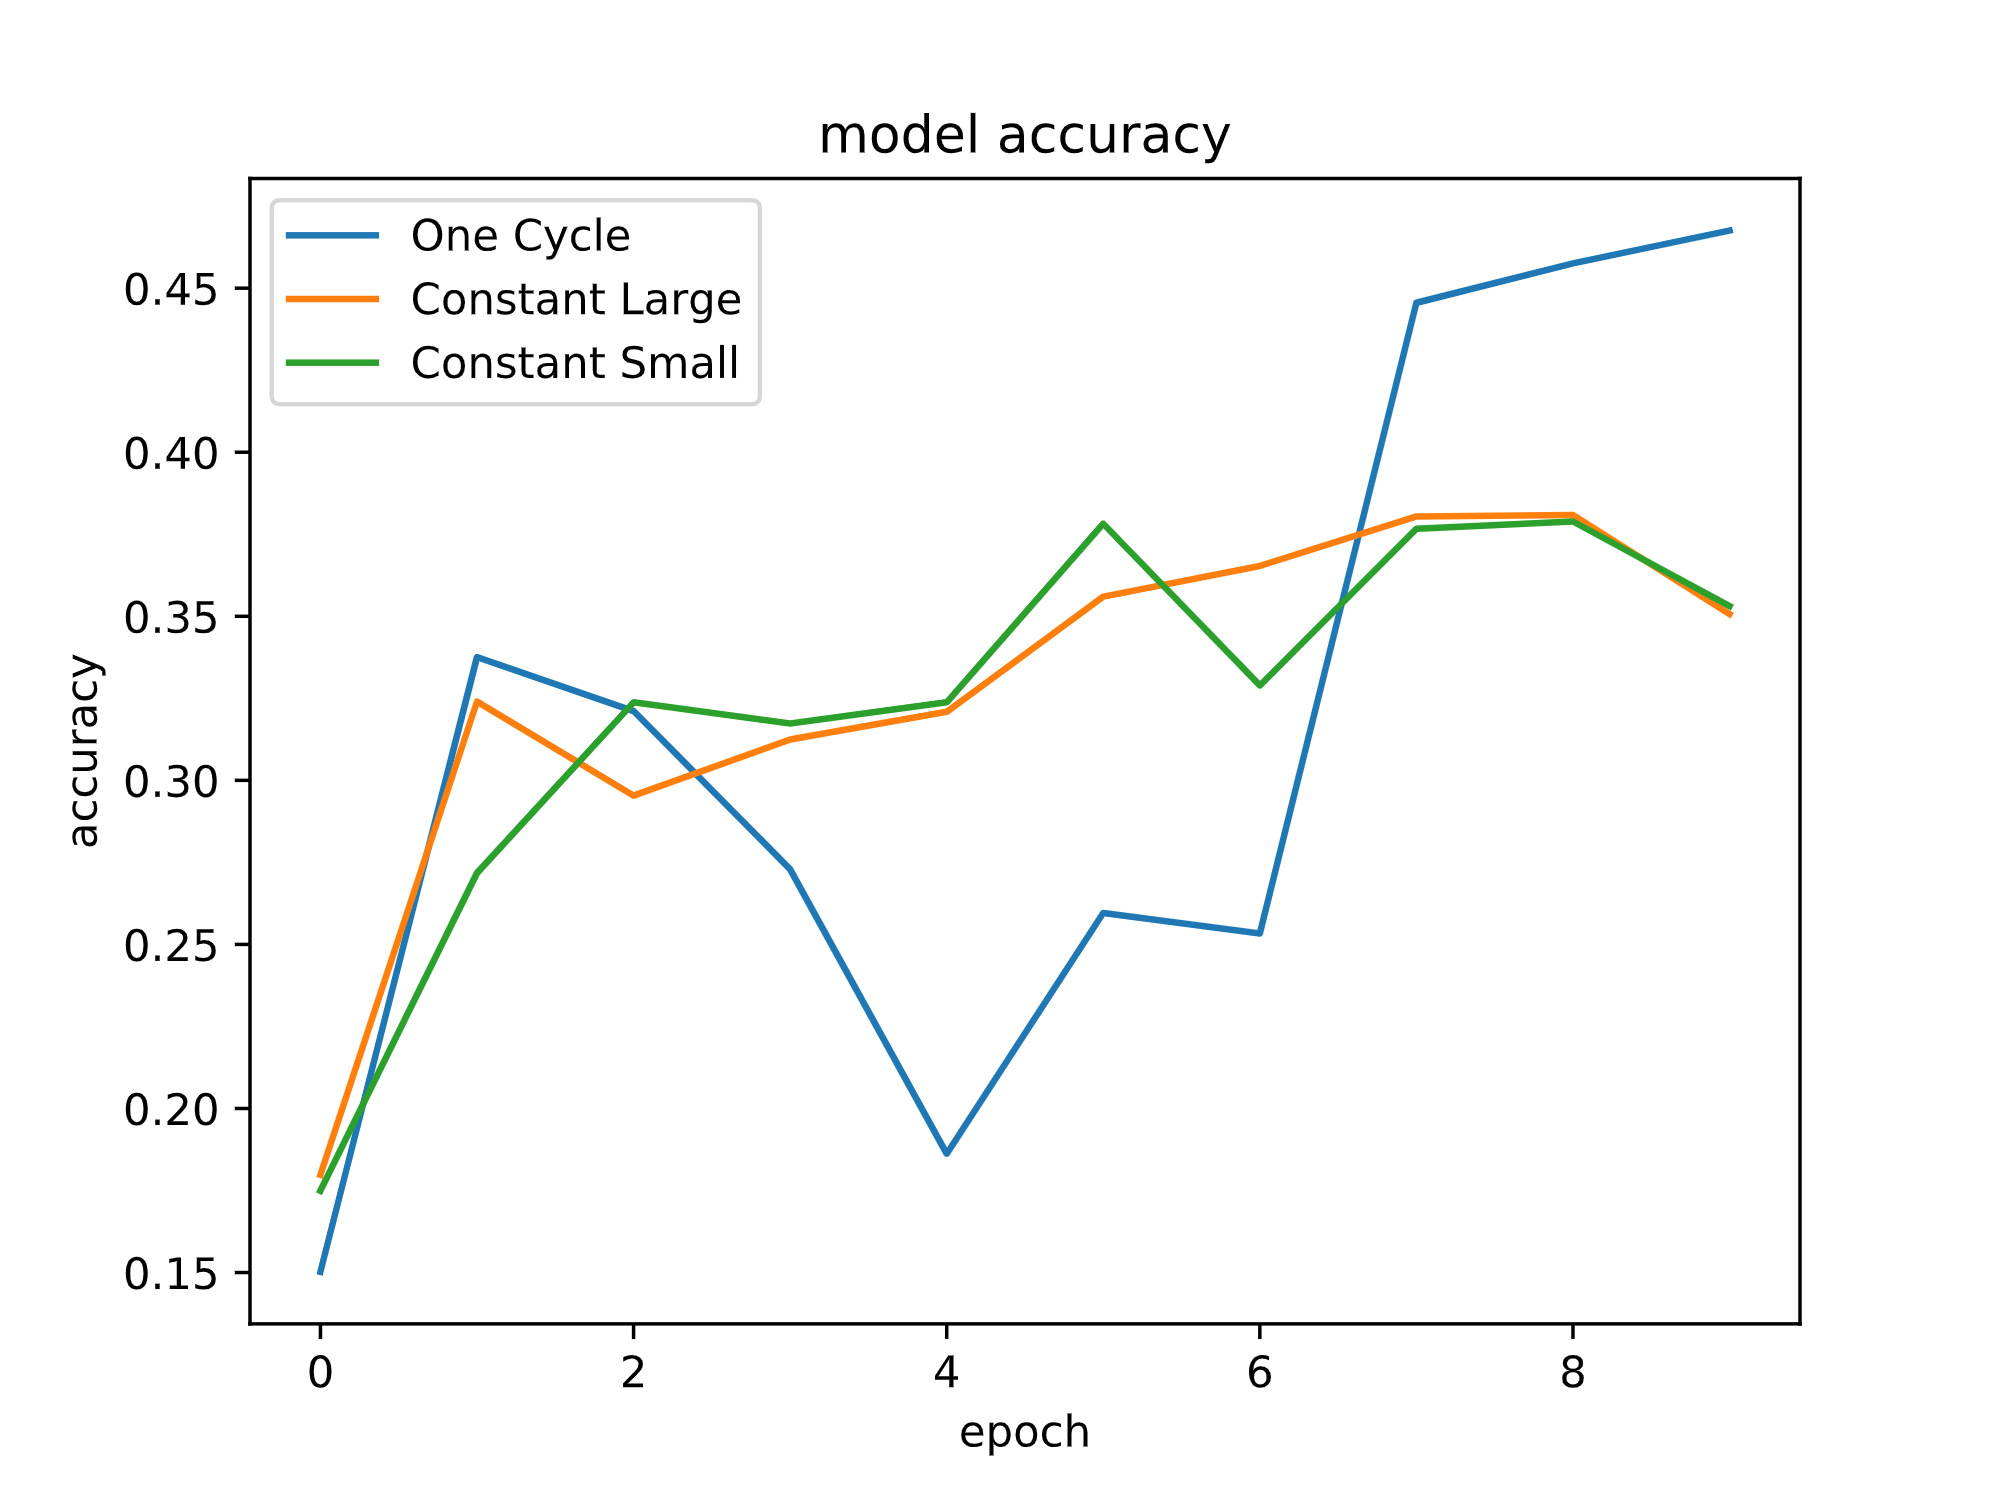 model accuracy
One Cycle
Constant Large
Constant Small
0.45
0.40
0.35
0.30
0.25
0.20
0.15
accuracy
0 2 4 6 8
epoch